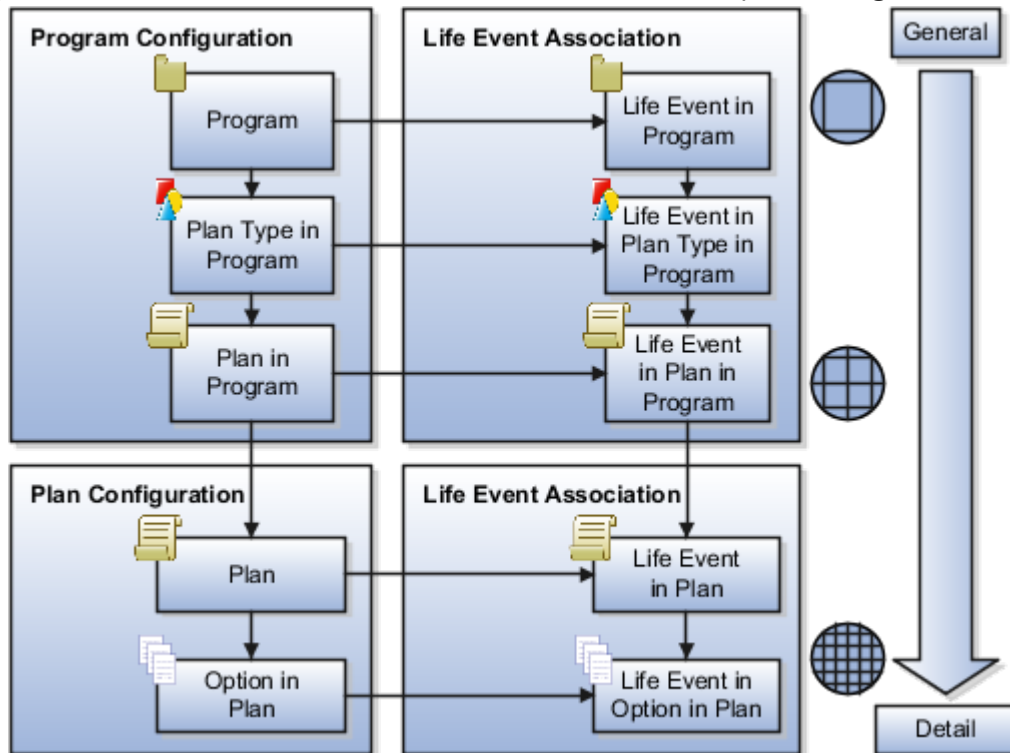 Program Configuration
Life Event Association
General
Program
Life Event in
Program
Plan Type in
Program
Life Event in
Plan Type in
Program
Plan in
Program
Life Event
in Plan in
Program
Plan Configuration
Life Event Association
Plan
Life Event
in Plan
Option in
Plan
Life Event in
Option in Plan
Detail